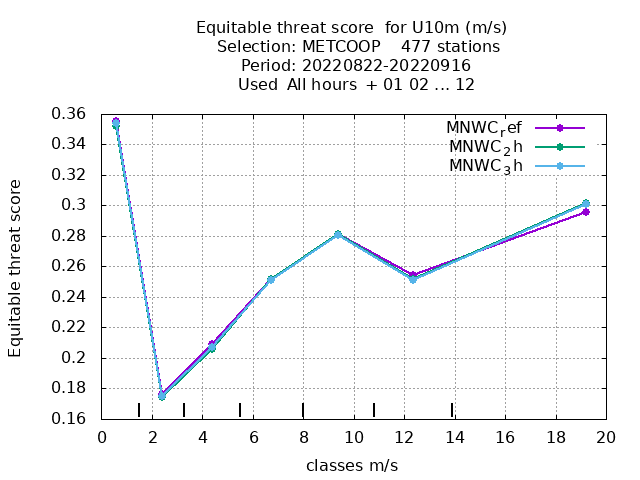 Equitable threat score  for U10m (m/s)
Selection: METCOOP    477 stations
Period: 20220822-20220916
Used  All hours  + 01 02 ... 12
MNWC_ref
MNWC_2h
MNWC_3h
Equitable threat score
0.36
0.34
0.32
0.3
0.28
0.26
0.24
0.22
0.2
0.18
0.16
0 2 4 6 8 10 12 14 16 18 20
classes m/s